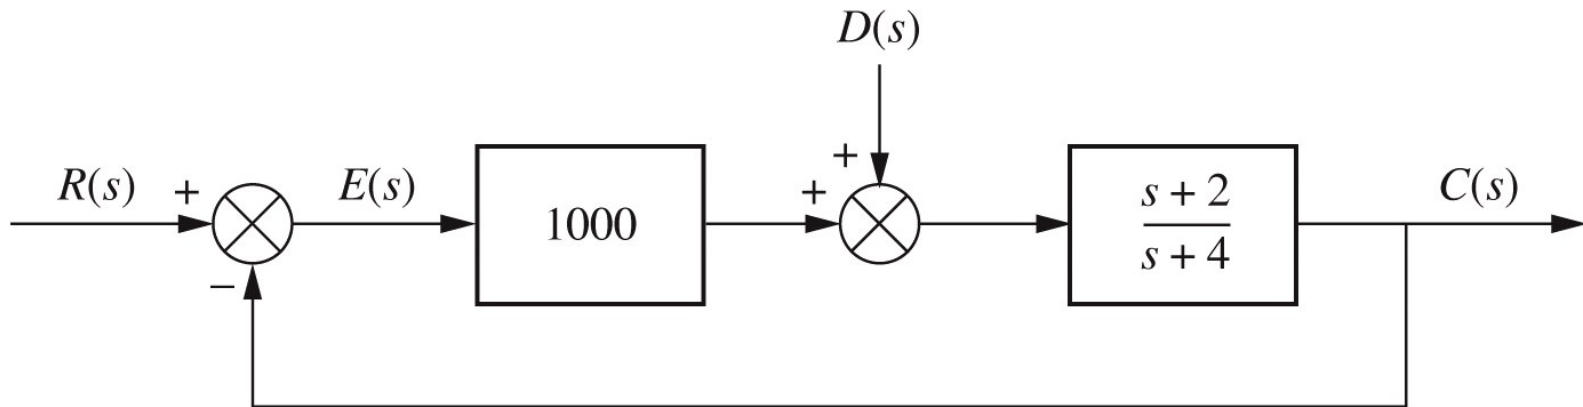 D(s)
R(s) + E(s) 1000 + + s + 2 C(s)
s + 4
−